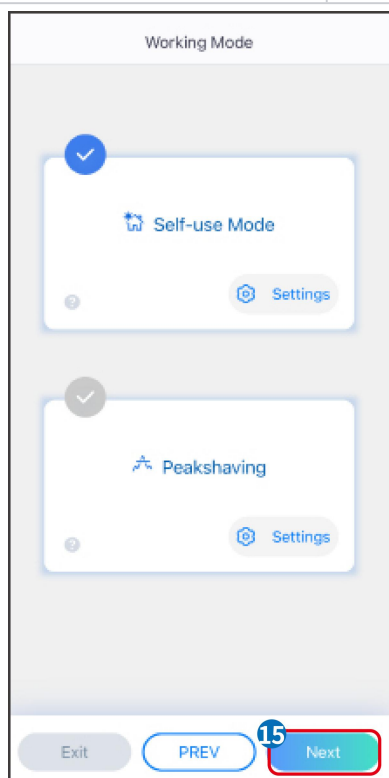 Working Mode
Self-use Mode
? Settings
Peakshaving
? Settings
15
Exit PREV Next